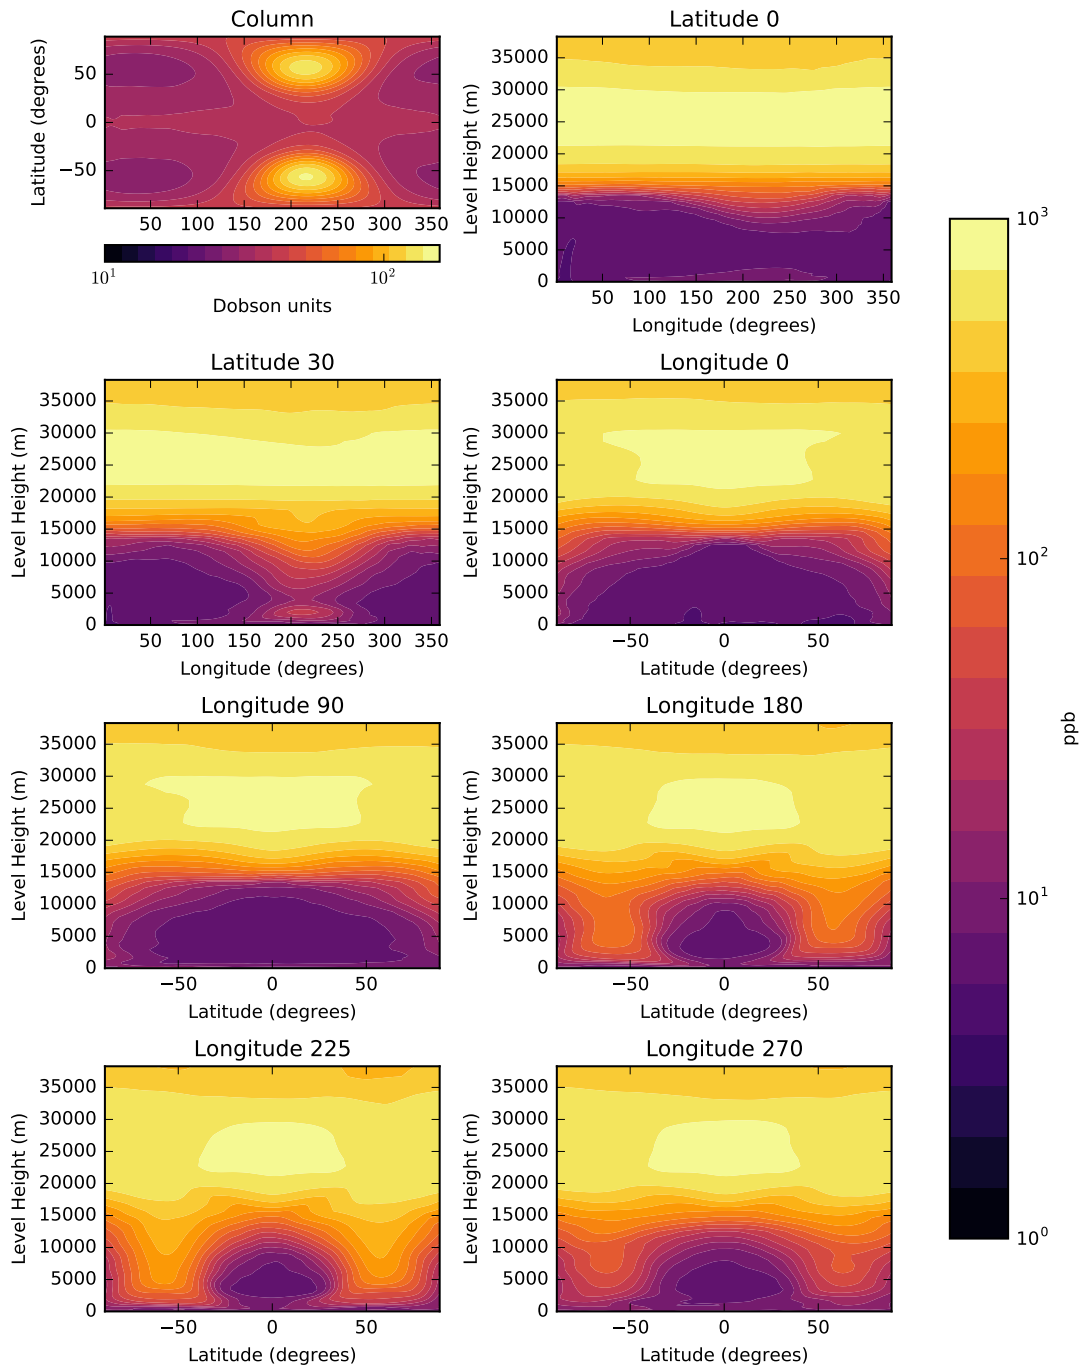 Column
Latitude (degrees)
50
0
−50
50 100 150 200 250 300 350
10¹ 10²
Dobson units
Latitude 0
Level Height (m)
35000
30000
25000
20000
15000
10000
5000
0
50 100 150 200 250 300 350
Longitude (degrees)
Latitude 30
Level Height (m)
35000
30000
25000
20000
15000
10000
5000
0
50 100 150 200 250 300 350
Longitude (degrees)
Longitude 0
Level Height (m)
35000
30000
25000
20000
15000
10000
5000
0
−50 0 50
Latitude (degrees)
Longitude 90
Level Height (m)
35000
30000
25000
20000
15000
10000
5000
0
−50 0 50
Latitude (degrees)
Longitude 180
Level Height (m)
35000
30000
25000
20000
15000
10000
5000
0
−50 0 50
Latitude (degrees)
Longitude 225
Level Height (m)
35000
30000
25000
20000
15000
10000
5000
0
−50 0 50
Latitude (degrees)
Longitude 270
Level Height (m)
35000
30000
25000
20000
15000
10000
5000
0
−50 0 50
Latitude (degrees)
10³
10²
10¹
10⁰
ppb